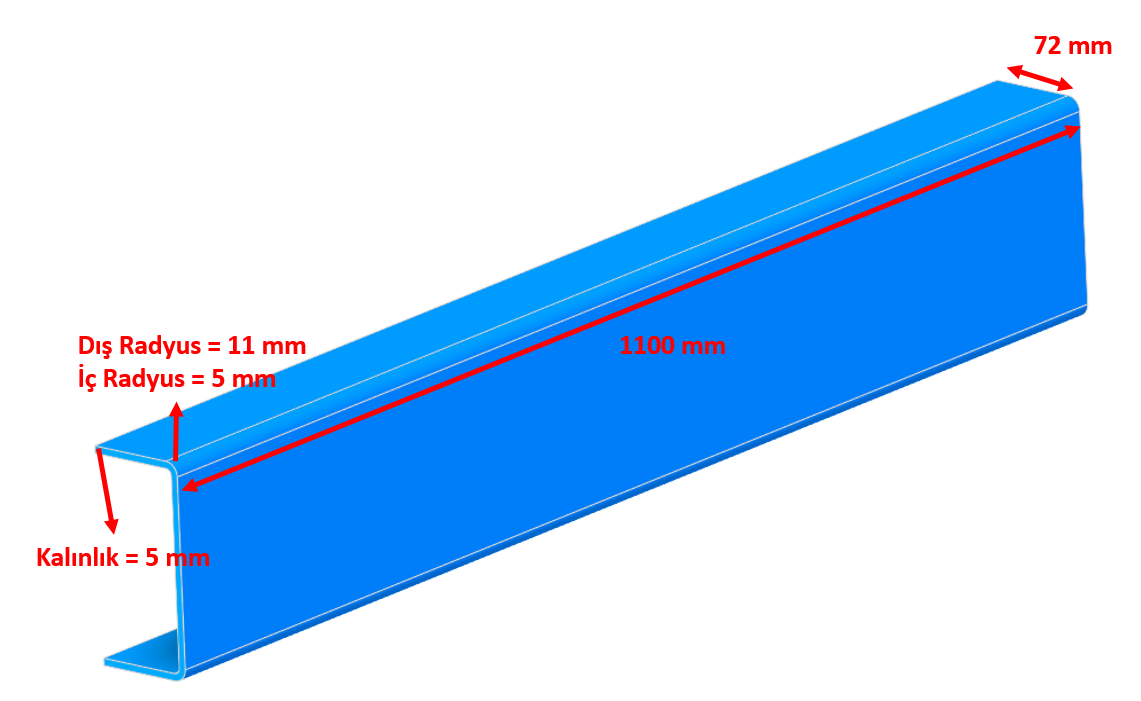 72 mm
Dış Radyus = 11 mm
İç Radyus = 5 mm
1100 mm
Kalınlık = 5 mm